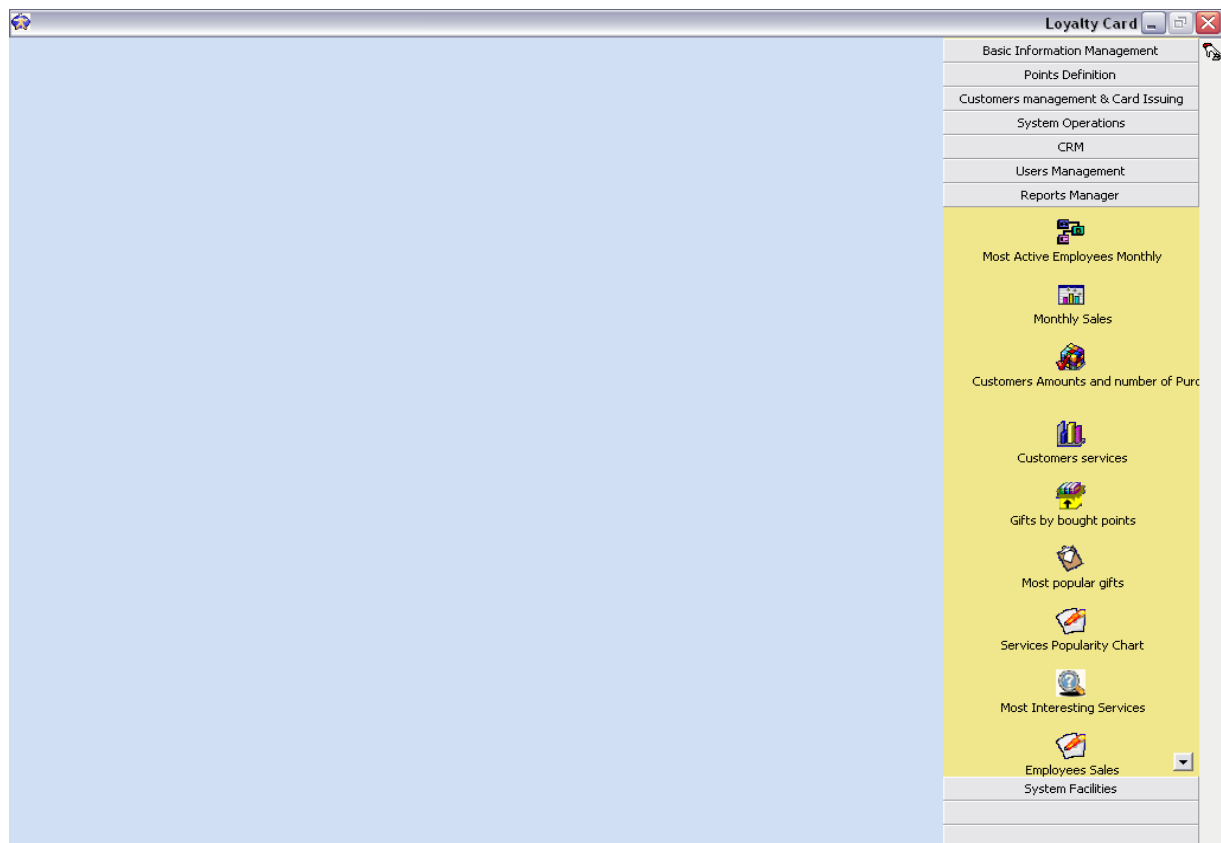 Loyalty Card
Basic Information Management
Points Definition
Customers management & Card Issuing
System Operations
CRM
Users Management
Reports Manager
Most Active Employees Monthly
Monthly Sales
Customers Amounts and number of Purc
Customers services
Gifts by bought points
Most popular gifts
Services Popularity Chart
Most Interesting Services
Employees Sales
System Facilities